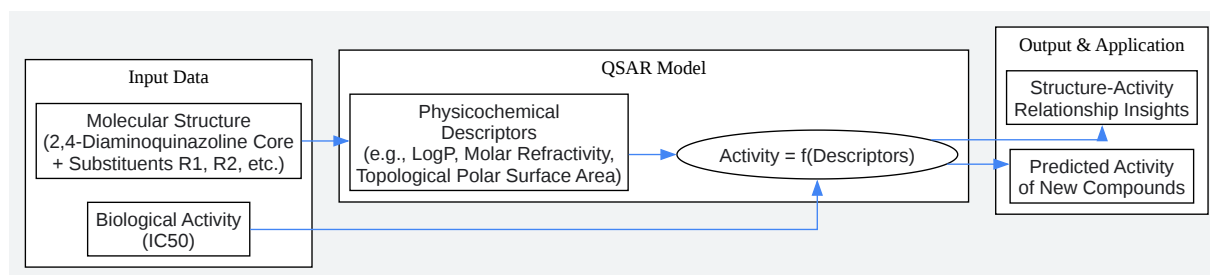 Input Data
Molecular Structure
(2,4-Diaminoquinazoline Core
+ Substituents R1, R2, etc.)
Biological Activity
(IC50)
QSAR Model
Physicochemical
Descriptors
(e.g., LogP, Molar Refractivity,
Topological Polar Surface Area)
Activity = f(Descriptors)
Output & Application
Structure-Activity
Relationship Insights
Predicted Activity
of New Compounds